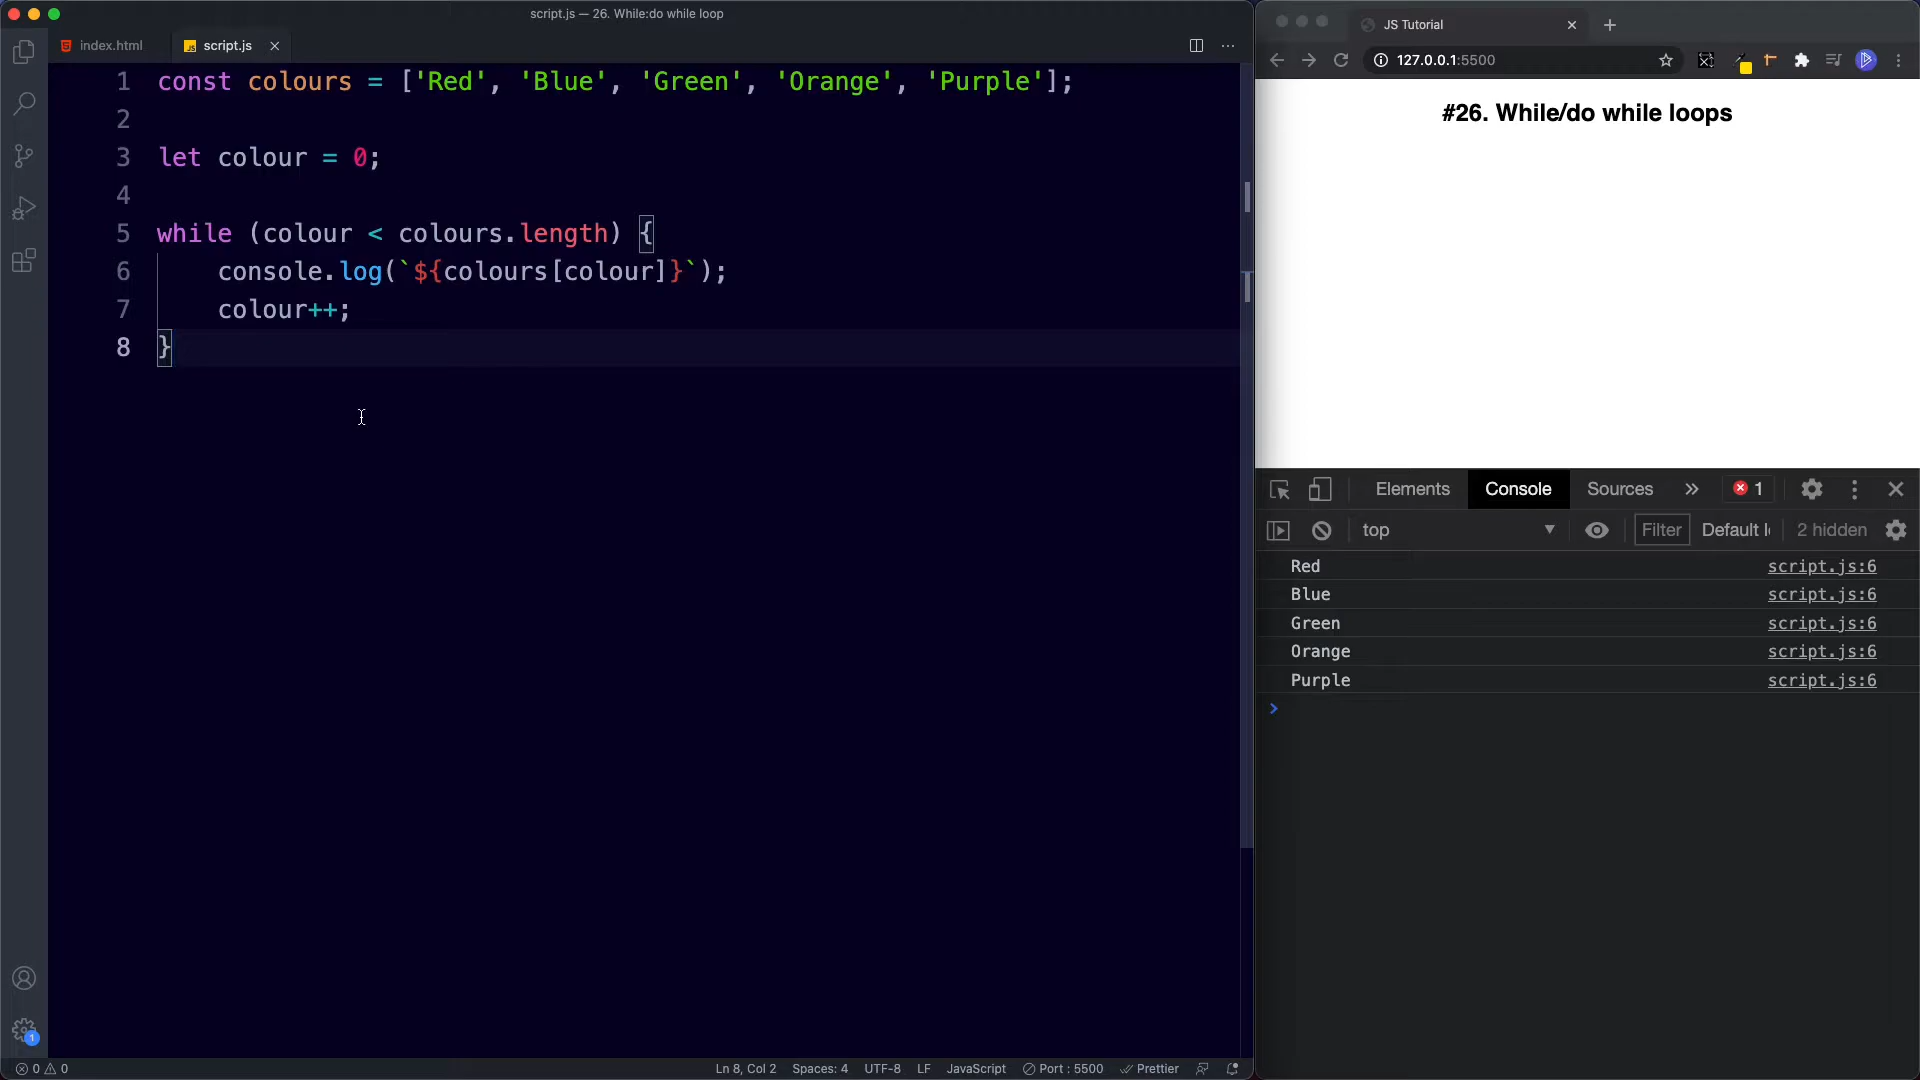 script.js — 26. While:do while loop
index.html
script.js
1 const colours = ['Red', 'Blue', 'Green', 'Orange', 'Purple'];
2
3 let colour = 0;
4
5 while (colour < colours.length) {
6 console.log(`${colours[colour]}`);
7 colour++;
8 }
1
0 0
Ln 8, Col 2
Spaces: 4
UTF-8
LF
JavaScript
Port : 5500
Prettier
JS Tutorial
127.0.0.1:5500
#26. While/do while loops
Elements
Console
Sources
1
top
Filter
Default l
2 hidden
Red script.js:6
Blue script.js:6
Green script.js:6
Orange script.js:6
Purple script.js:6
>